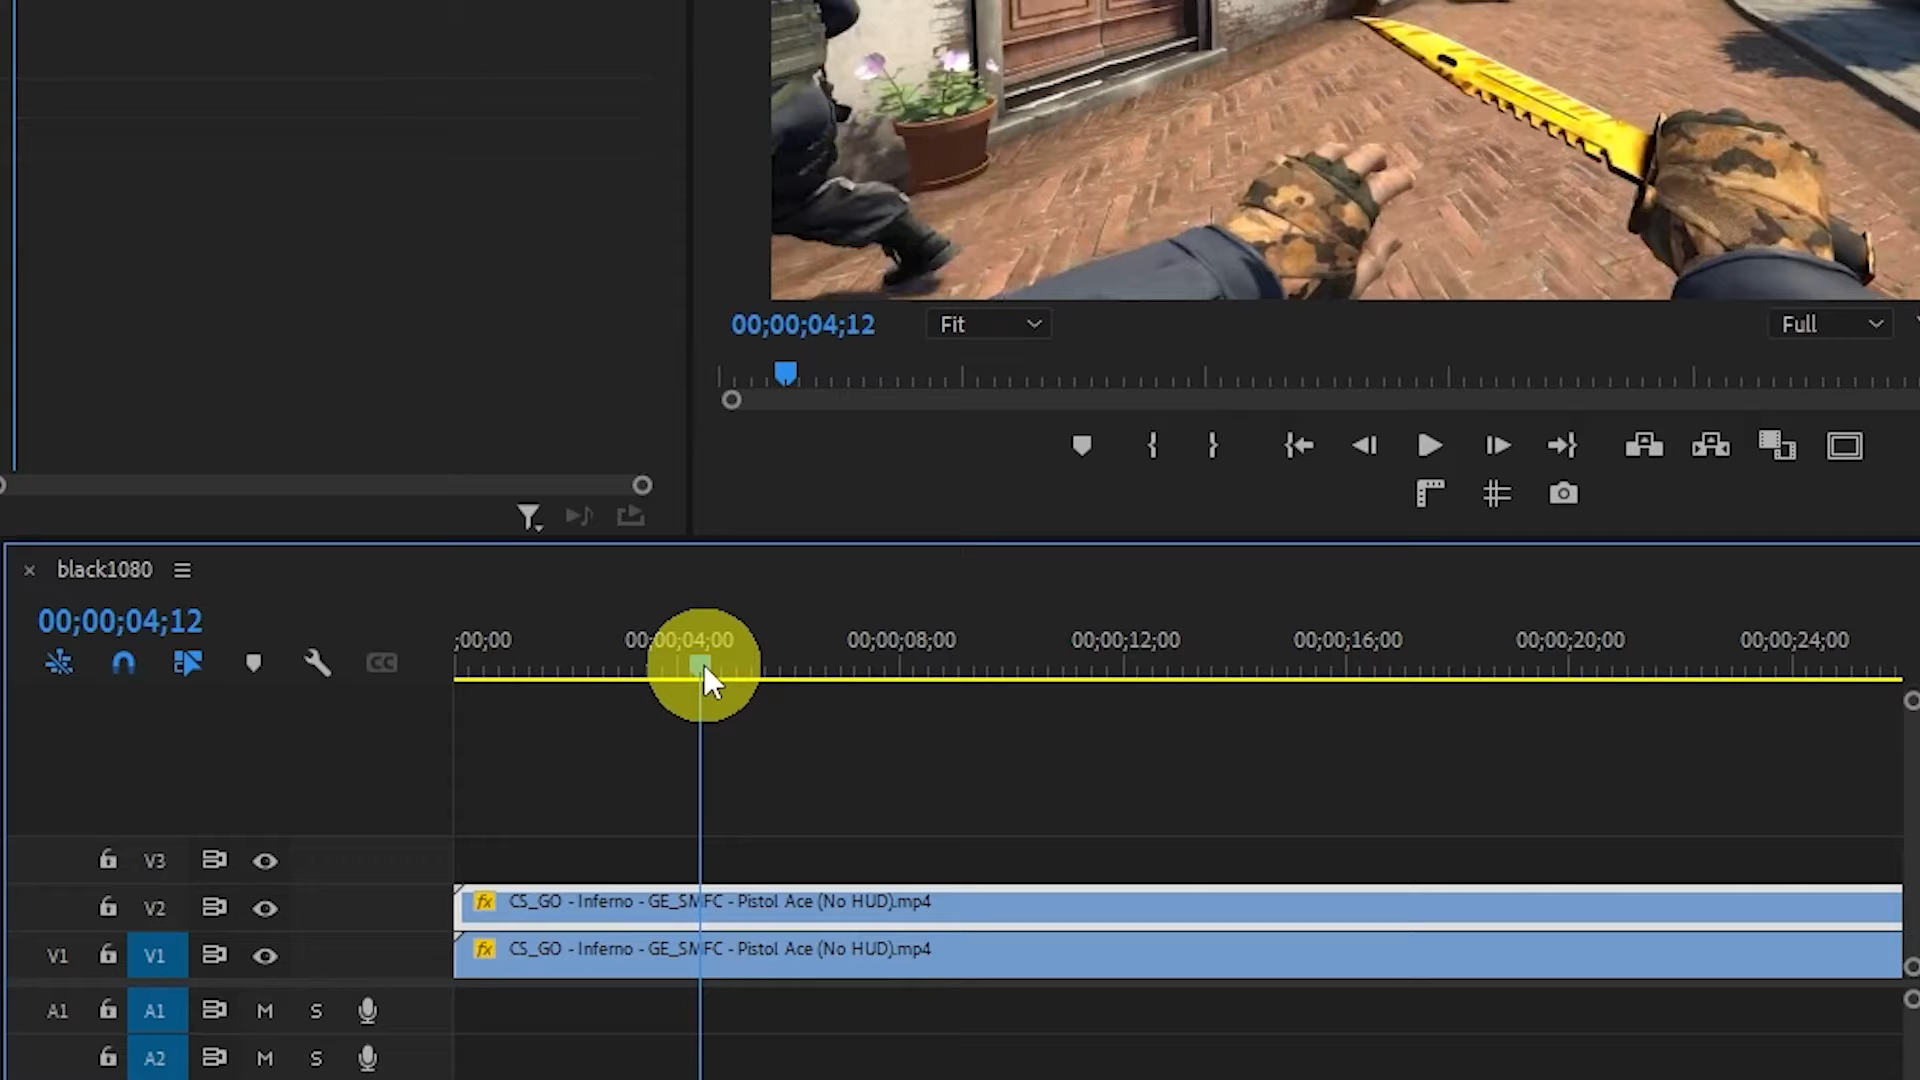 00;00;04;12
Fit
Full
black1080
00;00;04;12
;00;00
00;00;04;00
00;00;08;00
00;00;12;00
00;00;16;00
00;00;20;00
00;00;24;00
CC
V3
V2
fx CS_GO - Inferno - GE_SMFC - Pistol Ace (No HUD).mp4
V1 V1
fx CS_GO - Inferno - GE_SMFC - Pistol Ace (No HUD).mp4
A1 A1 M S
A2 M S